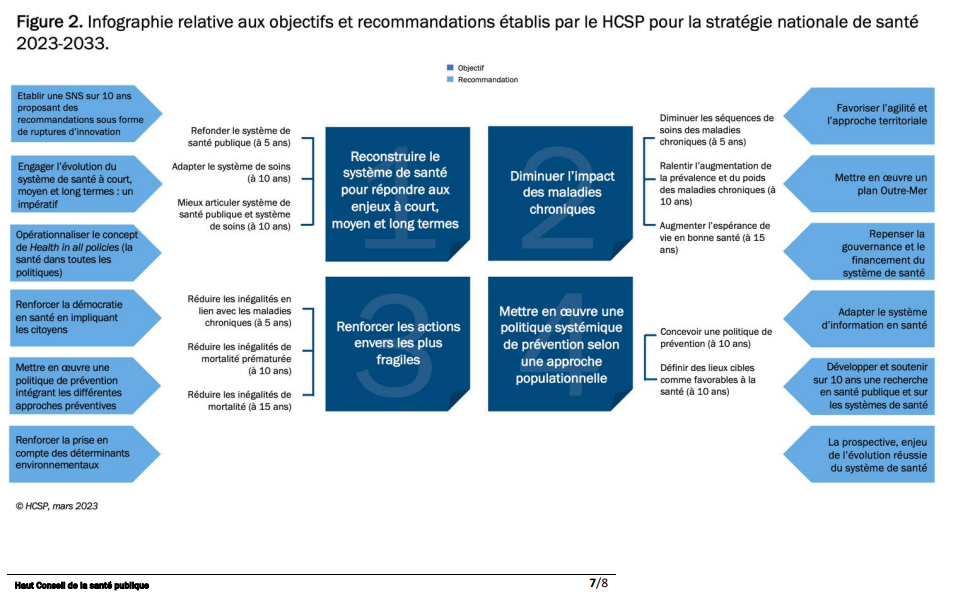 Figure 2. Infographie relative aux objectifs et recommandations établis par le HCSP pour la stratégie nationale de santé
2023-2033.
Objectif
Recommandation
Etablir une SNS sur 10 ans
proposant des
recommandations sous forme
de ruptures d'innovation
Engager l'évolution du
système de santé à court,
moyen et long termes : un
impératif
Opérationnaliser le concept
de Health in all policies (la
santé dans toutes les
politiques)
Renforcer la démocratie
en santé en impliquant
les citoyens
Mettre en œuvre une
politique de prévention
intégrant les différentes
approches préventives
Renforcer la prise en
compte des déterminants
environnementaux
Refonder le système de
santé publique (à 5 ans)
Adapter le système de soins
(à 10 ans)
Mieux articuler système de
santé publique et système
de soins (à 10 ans)
1
Reconstruire le
système de santé
pour répondre aux
enjeux à court,
moyen et long termes
2
Diminuer l'impact
des maladies
chroniques
Diminuer les séquences de
soins des maladies
chroniques (à 5 ans)
Ralentir l'augmentation de
la prévalence et du poids
des maladies chroniques (à
10 ans)
Augmenter l'espérance de
vie en bonne santé (à 15
ans)
Réduire les inégalités en
lien avec les maladies
chroniques (à 5 ans)
Réduire les inégalités de
mortalité prématurée
(à 10 ans)
Réduire les inégalités de
mortalité (à 15 ans)
3
Renforcer les actions
envers les plus
fragiles
4
Mettre en œuvre une
politique systémique
de prévention selon
une approche
populationnelle
Concevoir une politique de
prévention (à 10 ans)
Définir des lieux cibles
comme favorables à la
santé (à 10 ans)
Favoriser l'agilité et
l'approche territoriale
Mettre en œuvre un
plan Outre-Mer
Repenser la
gouvernance et le
financement du
système de santé
Adapter le système
d'information en santé
Développer et soutenir
sur 10 ans une recherche
en santé publique et sur
les systèmes de santé
La prospective, enjeu
de l'évolution réussie
du système de santé
© HCSP, mars 2023
Haut Conseil de la santé publique
7/8